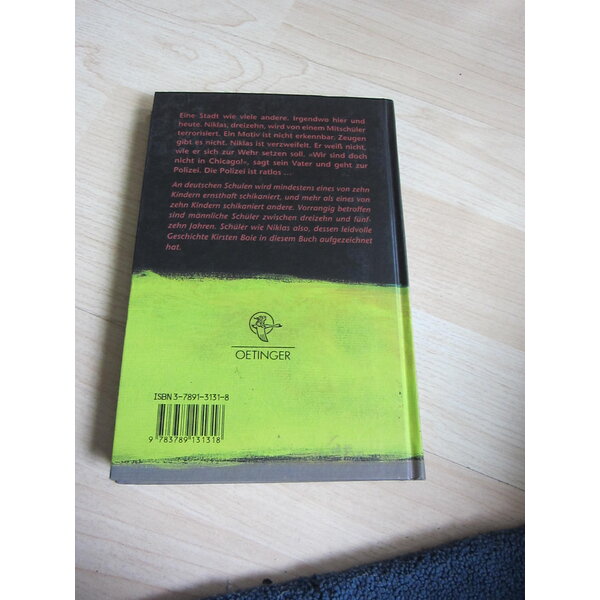 Eine Stadt wie viele andere. Irgendwo hier und
heute. Niklas, dreizehn, wird von einem Mitschüler
terrorisiert. Ein Motiv ist nicht erkennbar. Zeugen
gibt es nicht. Niklas ist verzweifelt. Er weiß nicht,
wie er sich zur Wehr setzen soll. »Wir sind doch
nicht in Chicago!«, sagt sein Vater und geht zur
Polizei. Die Polizei ist ratlos ...
An deutschen Schulen wird mindestens eines von zehn
Kindern ernsthaft schikaniert, und mehr als eines von
zehn Kindern schikaniert andere. Vorrangig betroffen
sind männliche Schüler zwischen dreizehn und fünf-
zehn Jahren. Schüler wie Niklas also, dessen leidvolle
Geschichte Kirsten Boie in diesem Buch aufgezeichnet
hat.
OETINGER
ISBN 3-7891-3131-8
9 783789 131318